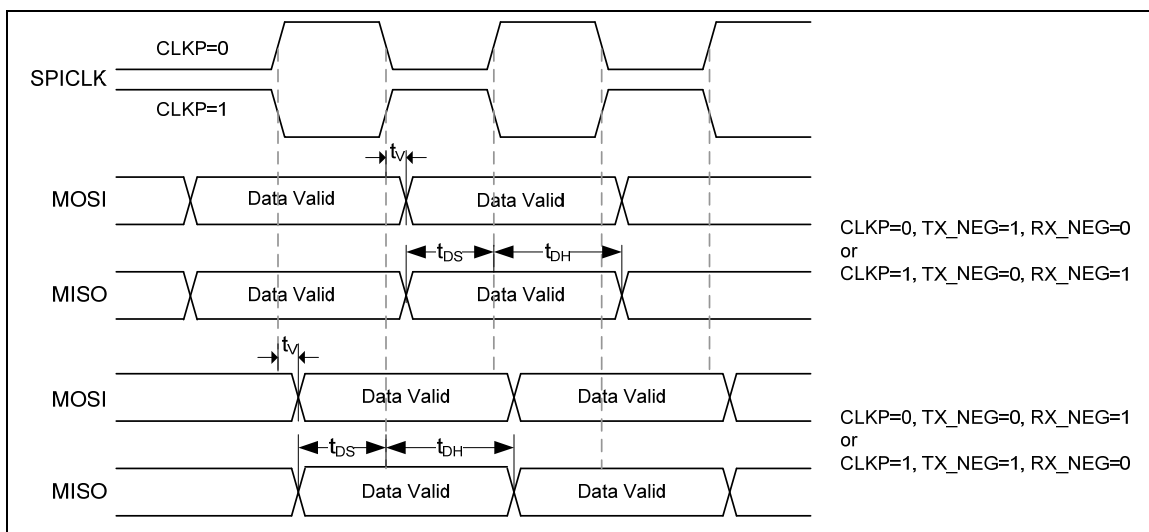 CLKP=0
SPICLK
CLKP=1
tV
MOSI
Data Valid
Data Valid
CLKP=0, TX_NEG=1, RX_NEG=0
or
CLKP=1, TX_NEG=0, RX_NEG=1
tDS
tDH
MISO
Data Valid
Data Valid
tV
MOSI
Data Valid
Data Valid
CLKP=0, TX_NEG=0, RX_NEG=1
or
CLKP=1, TX_NEG=1, RX_NEG=0
tDS
tDH
MISO
Data Valid
Data Valid